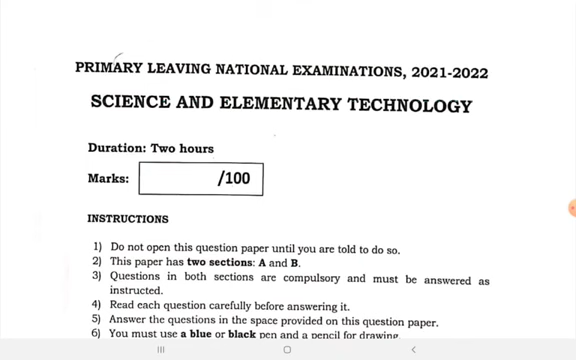 PRIMARY LEAVING NATIONAL EXAMINATIONS, 2021-2022
SCIENCE AND ELEMENTARY TECHNOLOGY
Duration: Two hours
Marks: /100
INSTRUCTIONS
1) Do not open this question paper until you are told to do so.
2) This paper has two sections: A and B.
3) Questions in both sections are compulsory and must be answered as
instructed.
4) Read each question carefully before answering it.
5) Answer the questions in the space provided on this question paper.
6) You must use a blue or black pen and a pencil for drawing.